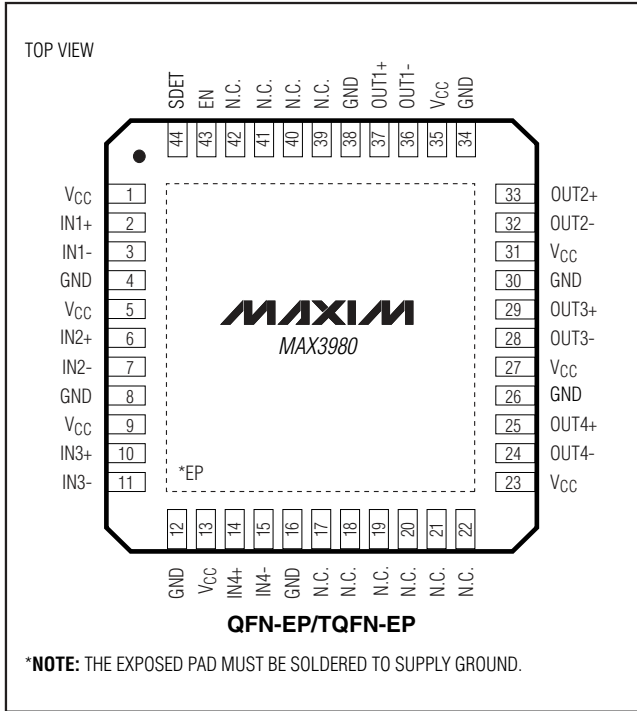 TOP VIEW
SDET EN N.C. N.C. N.C. N.C. GND OUT1+ OUT1- VCC GND
44 43 42 41 40 39 38 37 36 35 34
VCC 1
IN1+ 2
IN1- 3
GND 4
VCC 5
IN2+ 6
IN2- 7
GND 8
VCC 9
IN3+ 10
IN3- 11
MAXIM
MAX3980
*EP
33 OUT2+
32 OUT2-
31 VCC
30 GND
29 OUT3+
28 OUT3-
27 VCC
26 GND
25 OUT4+
24 OUT4-
23 VCC
12 13 14 15 16 17 18 19 20 21 22
GND VCC IN4+ IN4- GND N.C. N.C. N.C. N.C. N.C. N.C.
QFN-EP/TQFN-EP
*NOTE: THE EXPOSED PAD MUST BE SOLDERED TO SUPPLY GROUND.